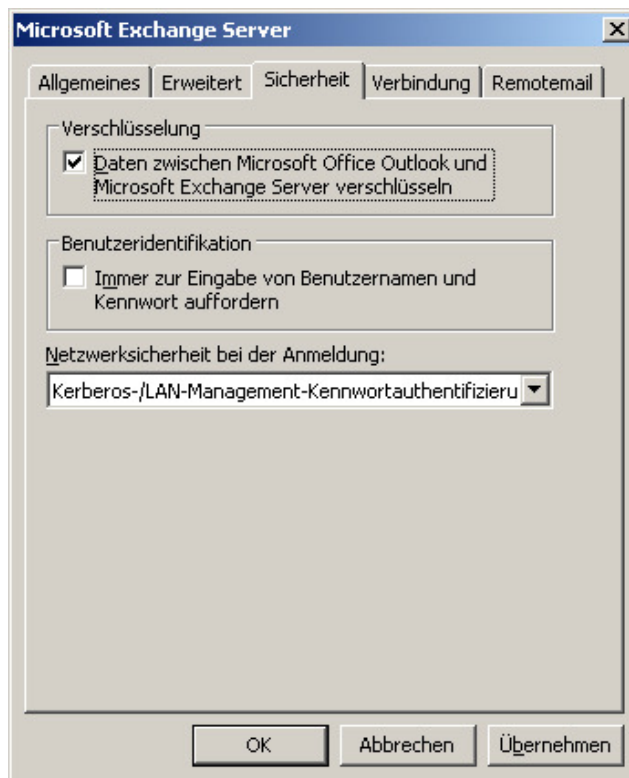 Microsoft Exchange Server
Allgemeines Erweitert Sicherheit Verbindung Remotemail
Verschlüsselung
Daten zwischen Microsoft Office Outlook und
Microsoft Exchange Server verschlüsseln
Benutzeridentifikation
Immer zur Eingabe von Benutzernamen und
Kennwort auffordern
Netzwerksicherheit bei der Anmeldung:
Kerberos-/LAN-Management-Kennwortauthentifizieru
OK Abbrechen Übernehmen